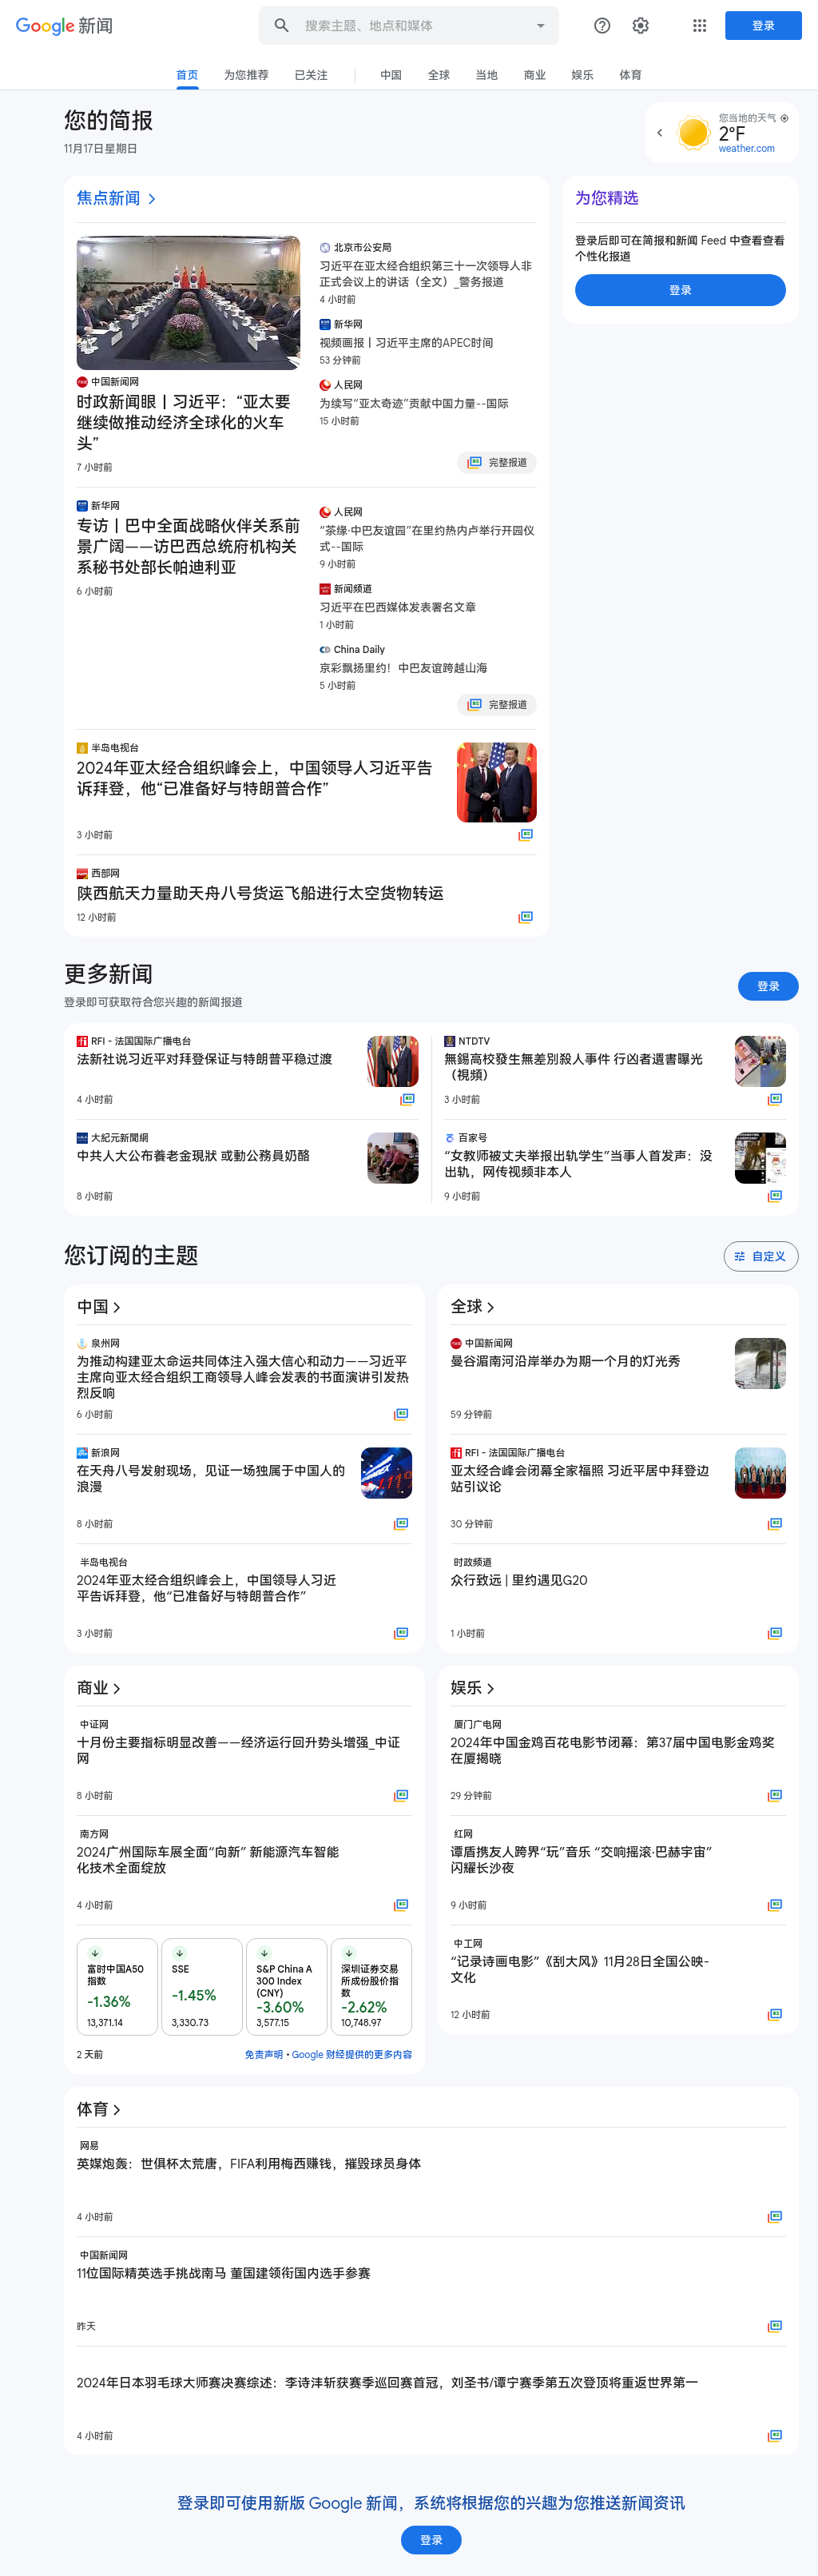 Google 新闻
搜索主题、地点和媒体
登录
首页
为您推荐
已关注
中国
全球
当地
商业
娱乐
体育
您的简报
11月17日星期日
您当地的天气
2°F
weather.com
焦点新闻
中国新闻网
时政新闻眼丨习近平：“亚太要
继续做推动经济全球化的火车
头”
7 小时前
北京市公安局
习近平在亚太经合组织第三十一次领导人非
正式会议上的讲话（全文）_警务报道
4 小时前
新华网
视频画报丨习近平主席的APEC时间
53 分钟前
人民网
为续写“亚太奇迹”贡献中国力量--国际
15 小时前
完整报道
新华网
专访丨巴中全面战略伙伴关系前
景广阔——访巴西总统府机构关
系秘书处部长帕迪利亚
6 小时前
人民网
“茶缘·中巴友谊园”在里约热内卢举行开园仪
式--国际
9 小时前
新闻频道
习近平在巴西媒体发表署名文章
1 小时前
China Daily
京彩飘扬里约！中巴友谊跨越山海
5 小时前
完整报道
半岛电视台
2024年亚太经合组织峰会上，中国领导人习近平告
诉拜登，他“已准备好与特朗普合作”
3 小时前
西部网
陕西航天力量助天舟八号货运飞船进行太空货物转运
12 小时前
为您精选
登录后即可在简报和新闻 Feed 中查看查看
个性化报道
登录
更多新闻
登录即可获取符合您兴趣的新闻报道
登录
RFI - 法国国际广播电台
法新社说习近平对拜登保证与特朗普平稳过渡
4 小时前
NTDTV
無錫高校發生無差別殺人事件 行凶者遺書曝光
（視頻）
3 小时前
大紀元新聞網
中共人大公布養老金現狀 或動公務員奶酪
8 小时前
百家号
“女教师被丈夫举报出轨学生”当事人首发声：没
出轨，网传视频非本人
9 小时前
您订阅的主题
自定义
中国
泉州网
为推动构建亚太命运共同体注入强大信心和动力——习近平
主席向亚太经合组织工商领导人峰会发表的书面演讲引发热
烈反响
6 小时前
新浪网
在天舟八号发射现场，见证一场独属于中国人的
浪漫
8 小时前
半岛电视台
2024年亚太经合组织峰会上，中国领导人习近
平告诉拜登，他“已准备好与特朗普合作”
3 小时前
全球
中国新闻网
曼谷湄南河沿岸举办为期一个月的灯光秀
59 分钟前
RFI - 法国国际广播电台
亚太经合峰会闭幕全家福照 习近平居中拜登边
站引议论
30 分钟前
时政频道
众行致远 | 里约遇见G20
1 小时前
商业
中证网
十月份主要指标明显改善——经济运行回升势头增强_中证
网
8 小时前
南方网
2024广州国际车展全面“向新” 新能源汽车智能
化技术全面绽放
4 小时前
富时中国A50
指数
-1.36%
13,371.14
SSE
-1.45%
3,330.73
S&P China A
300 Index
(CNY)
-3.60%
3,577.15
深圳证券交易
所成份股价指
数
-2.62%
10,748.97
2 天前
免责声明 • Google 财经提供的更多内容
娱乐
厦门广电网
2024年中国金鸡百花电影节闭幕：第37届中国电影金鸡奖
在厦揭晓
29 分钟前
红网
谭盾携友人跨界“玩”音乐 “交响摇滚·巴赫宇宙”
闪耀长沙夜
9 小时前
中工网
“记录诗画电影”《刮大风》11月28日全国公映-
文化
12 小时前
体育
网易
英媒炮轰：世俱杯太荒唐，FIFA利用梅西赚钱，摧毁球员身体
4 小时前
中国新闻网
11位国际精英选手挑战南马 董国建领衔国内选手参赛
昨天
2024年日本羽毛球大师赛决赛综述：李诗沣斩获赛季巡回赛首冠，刘圣书/谭宁赛季第五次登顶将重返世界第一
4 小时前
登录即可使用新版 Google 新闻，系统将根据您的兴趣为您推送新闻资讯
登录